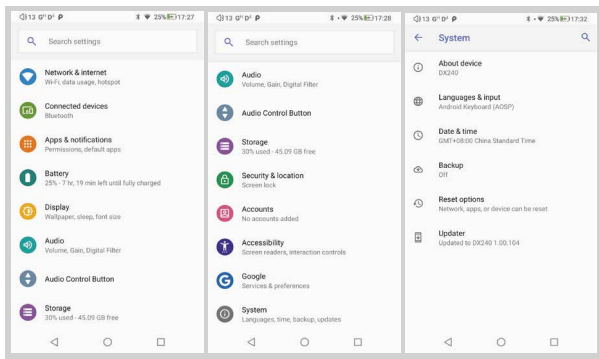 13 G D P 25% 17:27
Search settings
Network & internet
Wi-Fi, data usage, hotspot
Connected devices
Bluetooth
Apps & notifications
Permissions, default apps
Battery
25% - 7 hr, 19 min left until fully charged
Display
Wallpaper, sleep, font size
Audio
Volume, Gain, Digital Filter
Audio Control Button
Storage
30% used - 45.09 GB free
13 G D P 25% 17:28
Search settings
Audio
Volume, Gain, Digital Filter
Audio Control Button
Storage
30% used - 45.09 GB free
Security & location
Screen lock
Accounts
No accounts added
Accessibility
Screen readers, interaction controls
Google
Services & preferences
System
Languages, time, backup, updates
13 G D P 25% 17:32
System
About device
DX240
Languages & input
Android Keyboard (AOSP)
Date & time
GMT+08:00 China Standard Time
Backup
Off
Reset options
Network, apps, or device can be reset
Updater
Updated to DX240 1.00.104